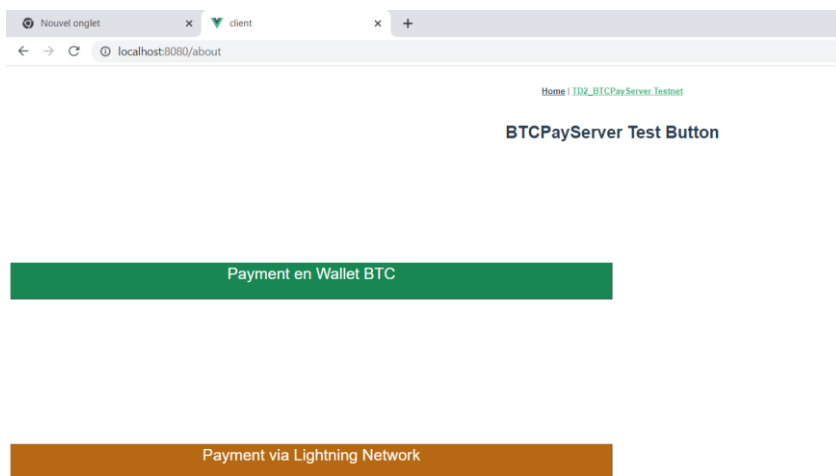 Nouvel onglet
client
localhost:8080/about
Home | TD2_BTCPayServer Testnet
BTCPayServer Test Button
Payment en Wallet BTC
Payment via Lightning Network